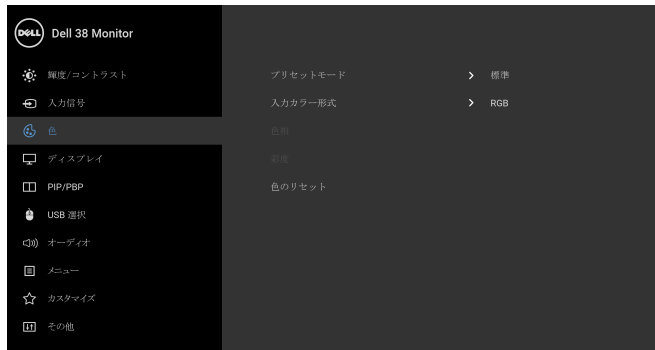 DELL Dell 38 Monitor
輝度/コントラスト
プリセットモード > 標準
入力信号
入力カラー形式 > RGB
色
色相
ディスプレイ
彩度
PIP/PBP
色のリセット
USB 選択
オーディオ
メニュー
カスタマイズ
その他